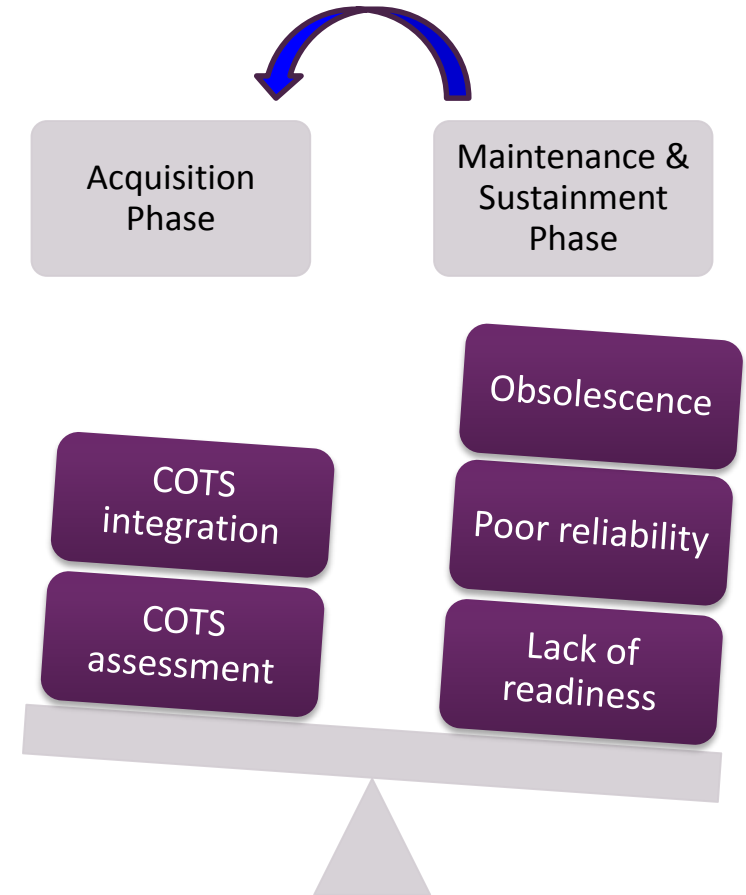 Acquisition
Phase
Maintenance &
Sustainment
Phase
COTS
integration
COTS
assessment
Obsolescence
Poor reliability
Lack of
readiness